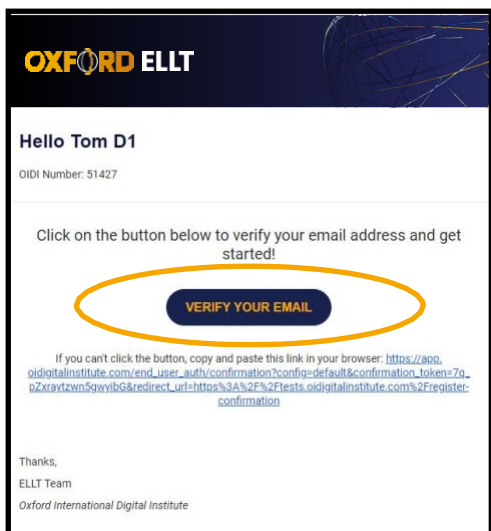 OXFORD ELLT
Hello Tom D1
OIDI Number: 51427
Click on the button below to verify your email address and get
started!
VERIFY YOUR EMAIL
If you can't click the button, copy and paste this link in your browser: https://app.
oidigitalinstitute.com/end_user_auth/confirmation?config=default&confirmation_token=7q_
pZxraytzwn5gwyibG&redirect_url=https%3A%2F%2Ftests.oidigitalinstitute.com%2Fregister-
confirmation
Thanks,
ELLT Team
Oxford International Digital Institute